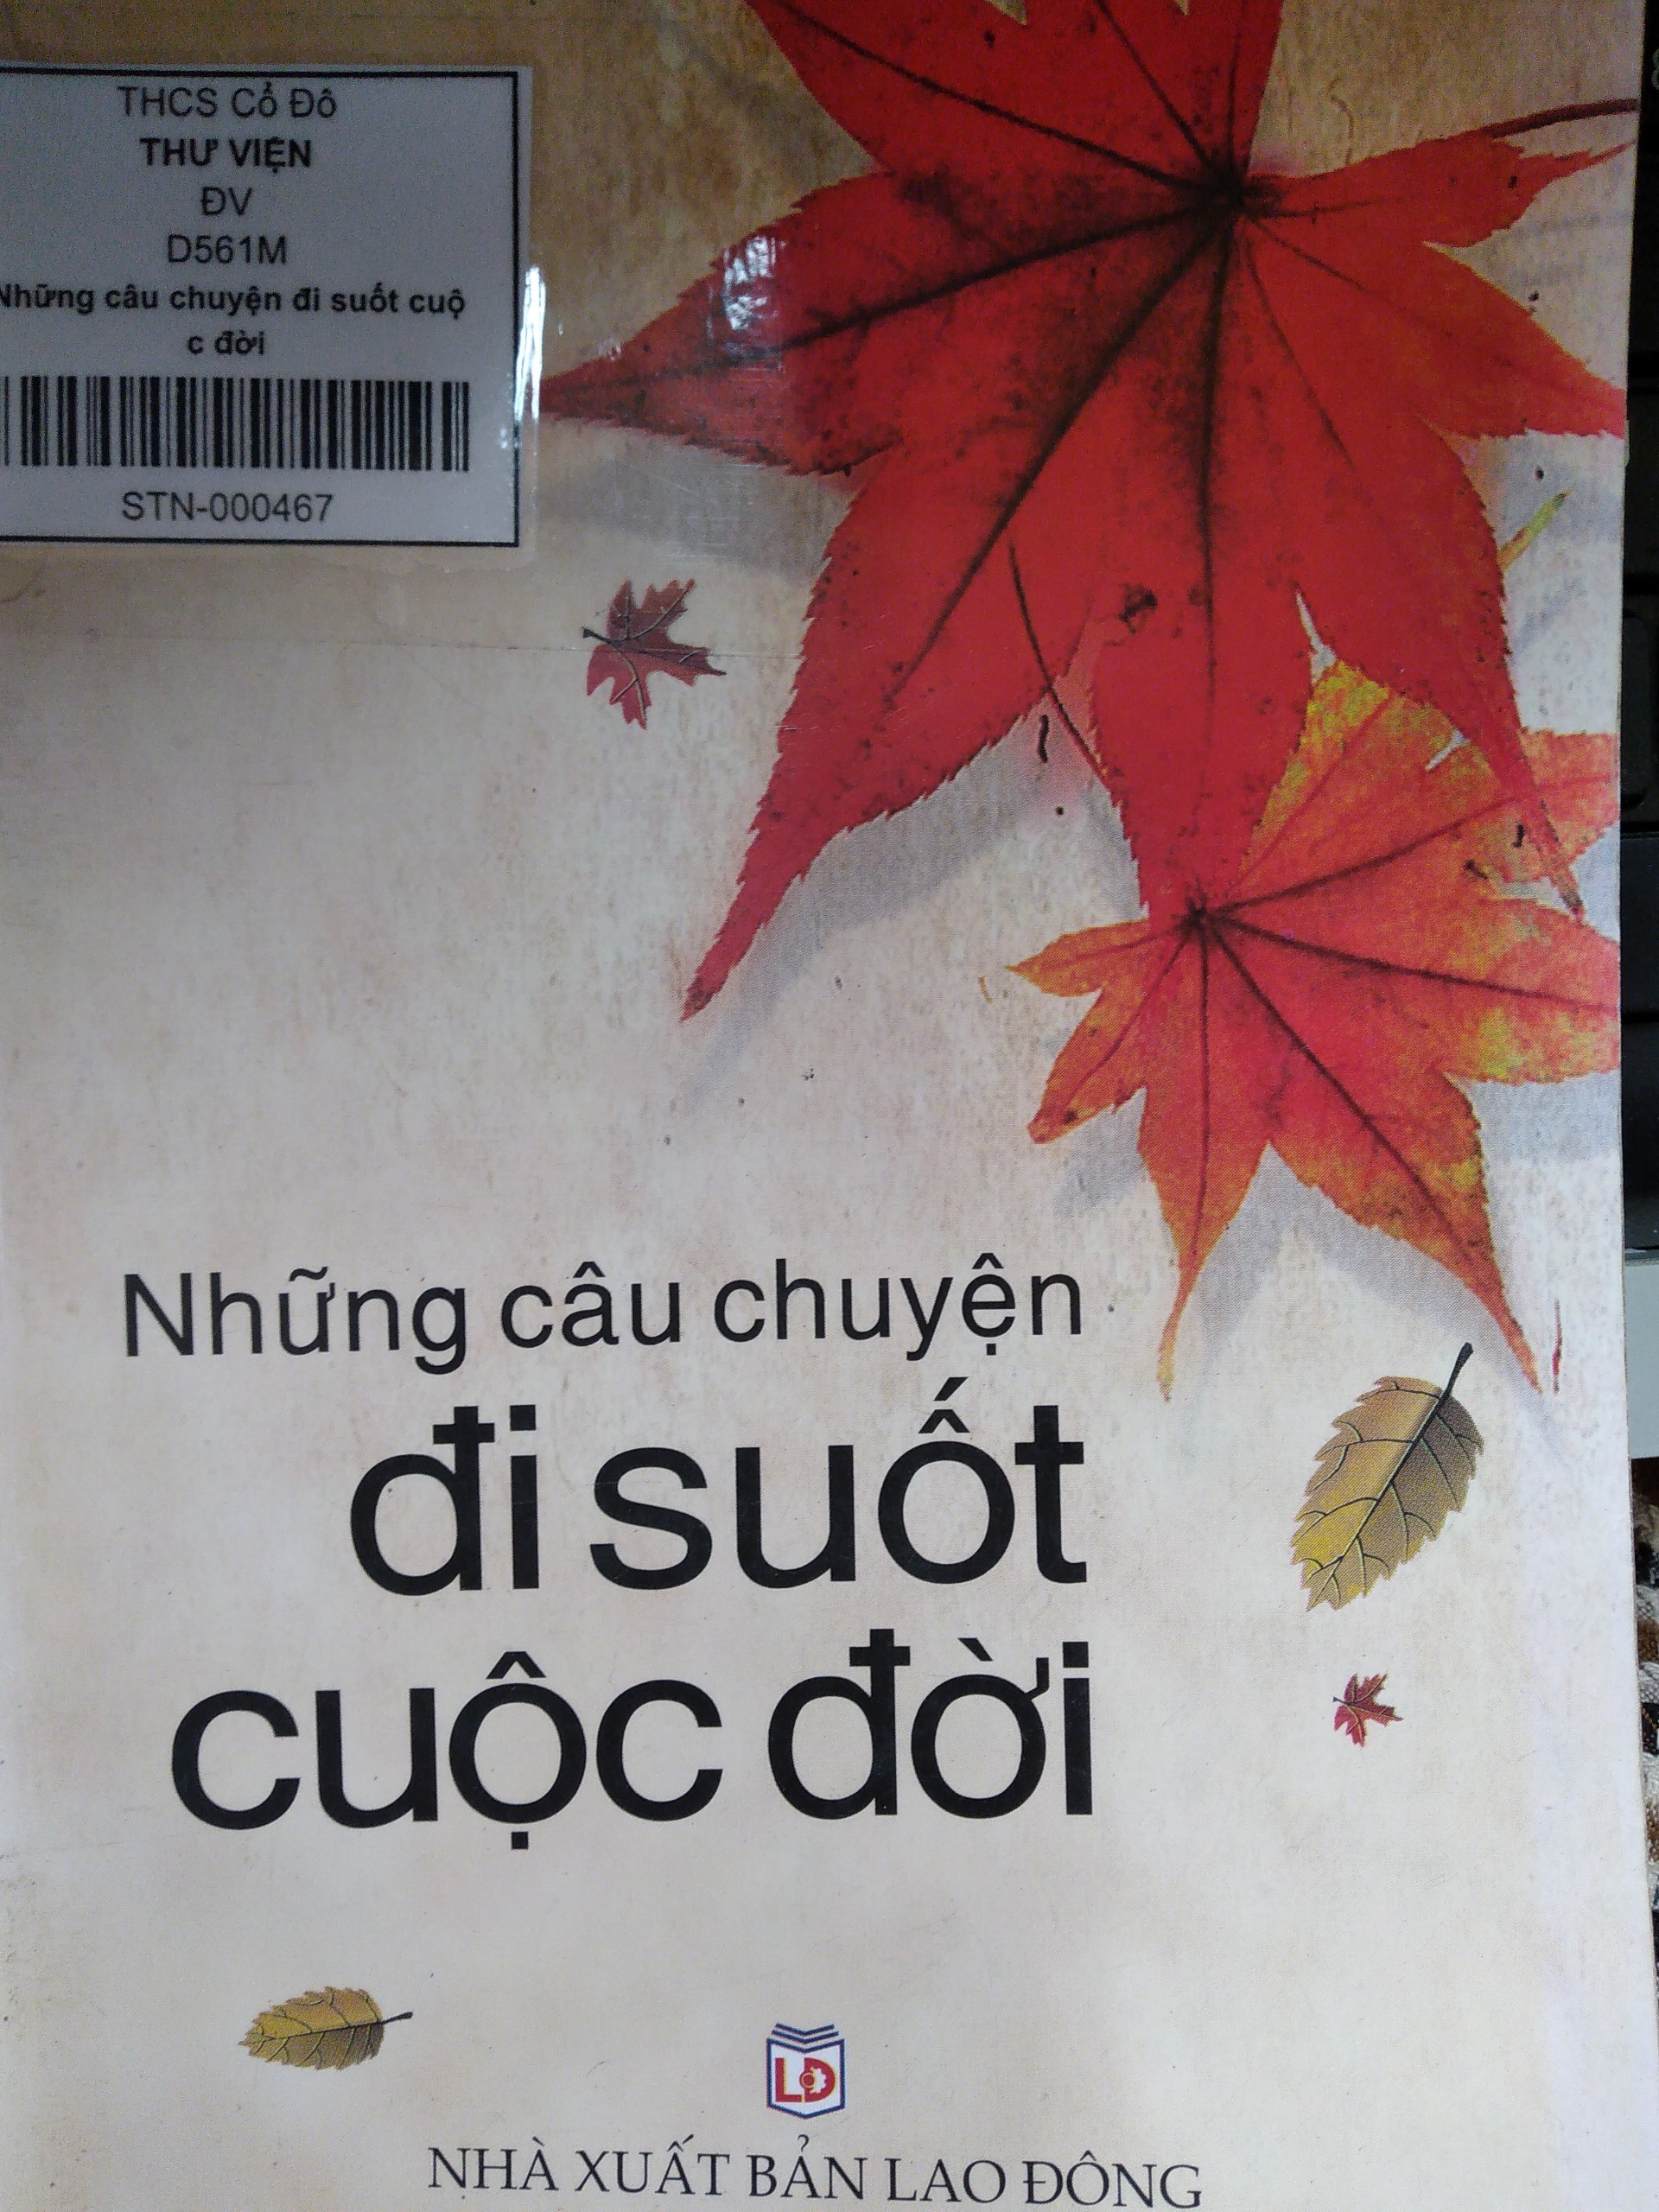 THCS Cổ Đô
THƯ VIỆN
ĐV
D561M
Những câu chuyện đi suốt cuộ
c đời
STN-000467
Những câu chuyện
đi suốt
cuộc đời
LĐ
NHÀ XUẤT BẢN LAO ĐỘNG